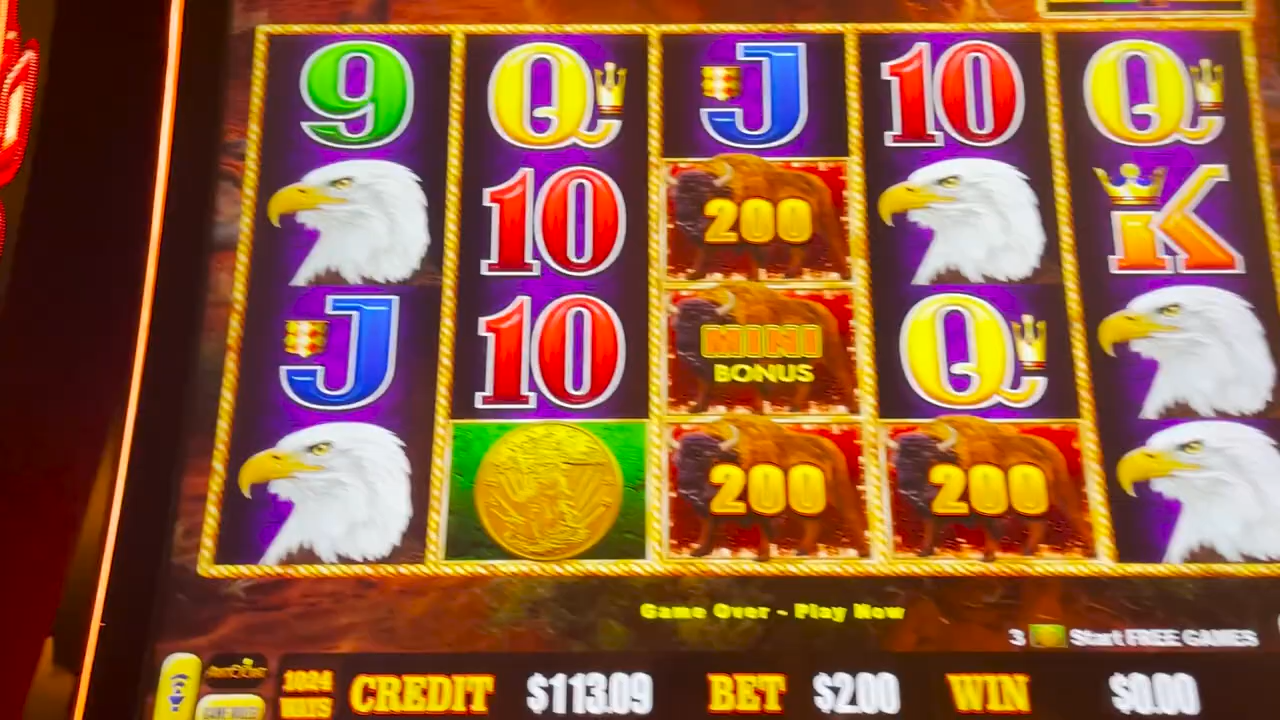 9 Q J 10 Q
10 200 K
J 10 MINI BONUS Q
200 200
Game Over - Play Now
3 Start FREE GAMES
1024 WAYS CREDIT $113.09 BET $2.00 WIN $0.00